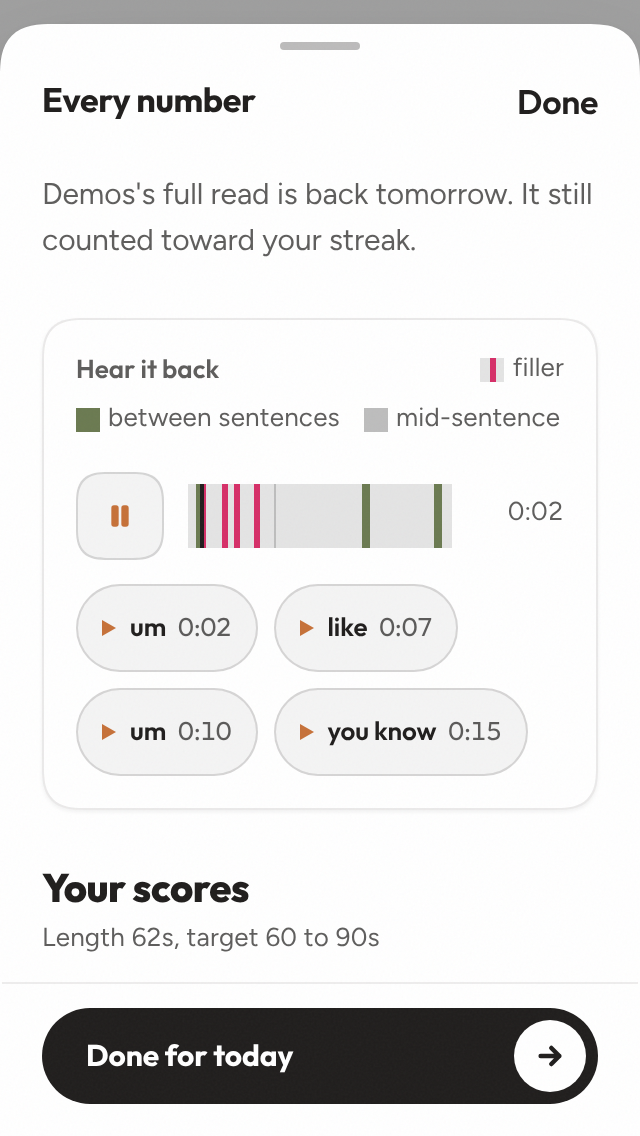 Every number
Done
Demos's full read is back tomorrow. It still
counted toward your streak.
Hear it back
filler
between sentences
mid-sentence
0:02
um 0:02
like 0:07
um 0:10
you know 0:15
Your scores
Length 62s, target 60 to 90s
Done for today